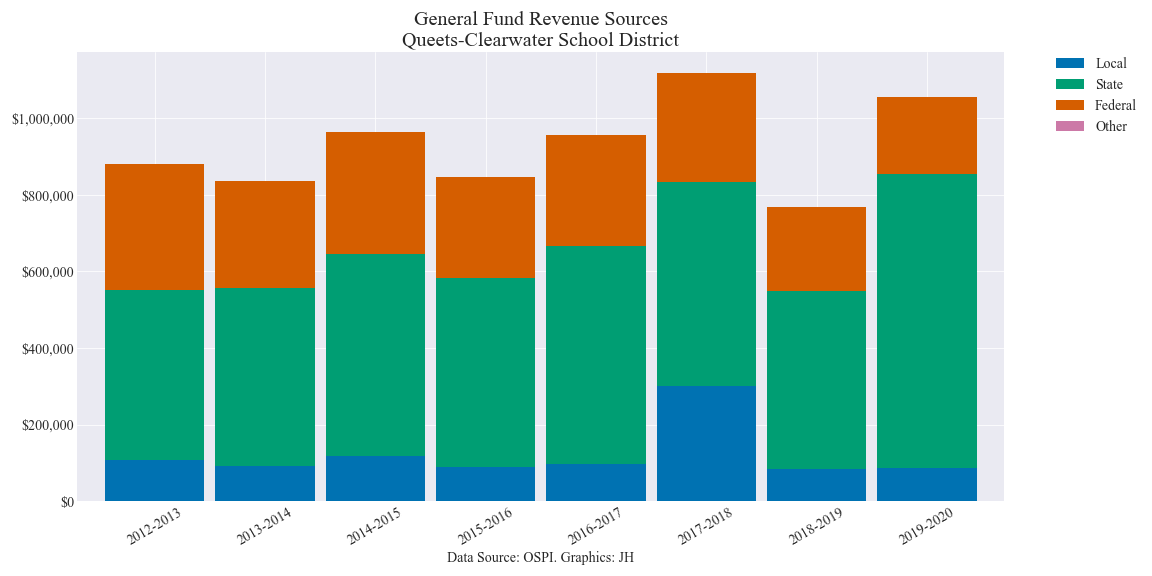 General Fund Revenue Sources
Queets-Clearwater School District
Local
State
Federal
Other
$1,000,000
$800,000
$600,000
$400,000
$200,000
$0
2012-2013
2013-2014
2014-2015
2015-2016
2016-2017
2017-2018
2018-2019
2019-2020
Data Source: OSPI. Graphics: JH